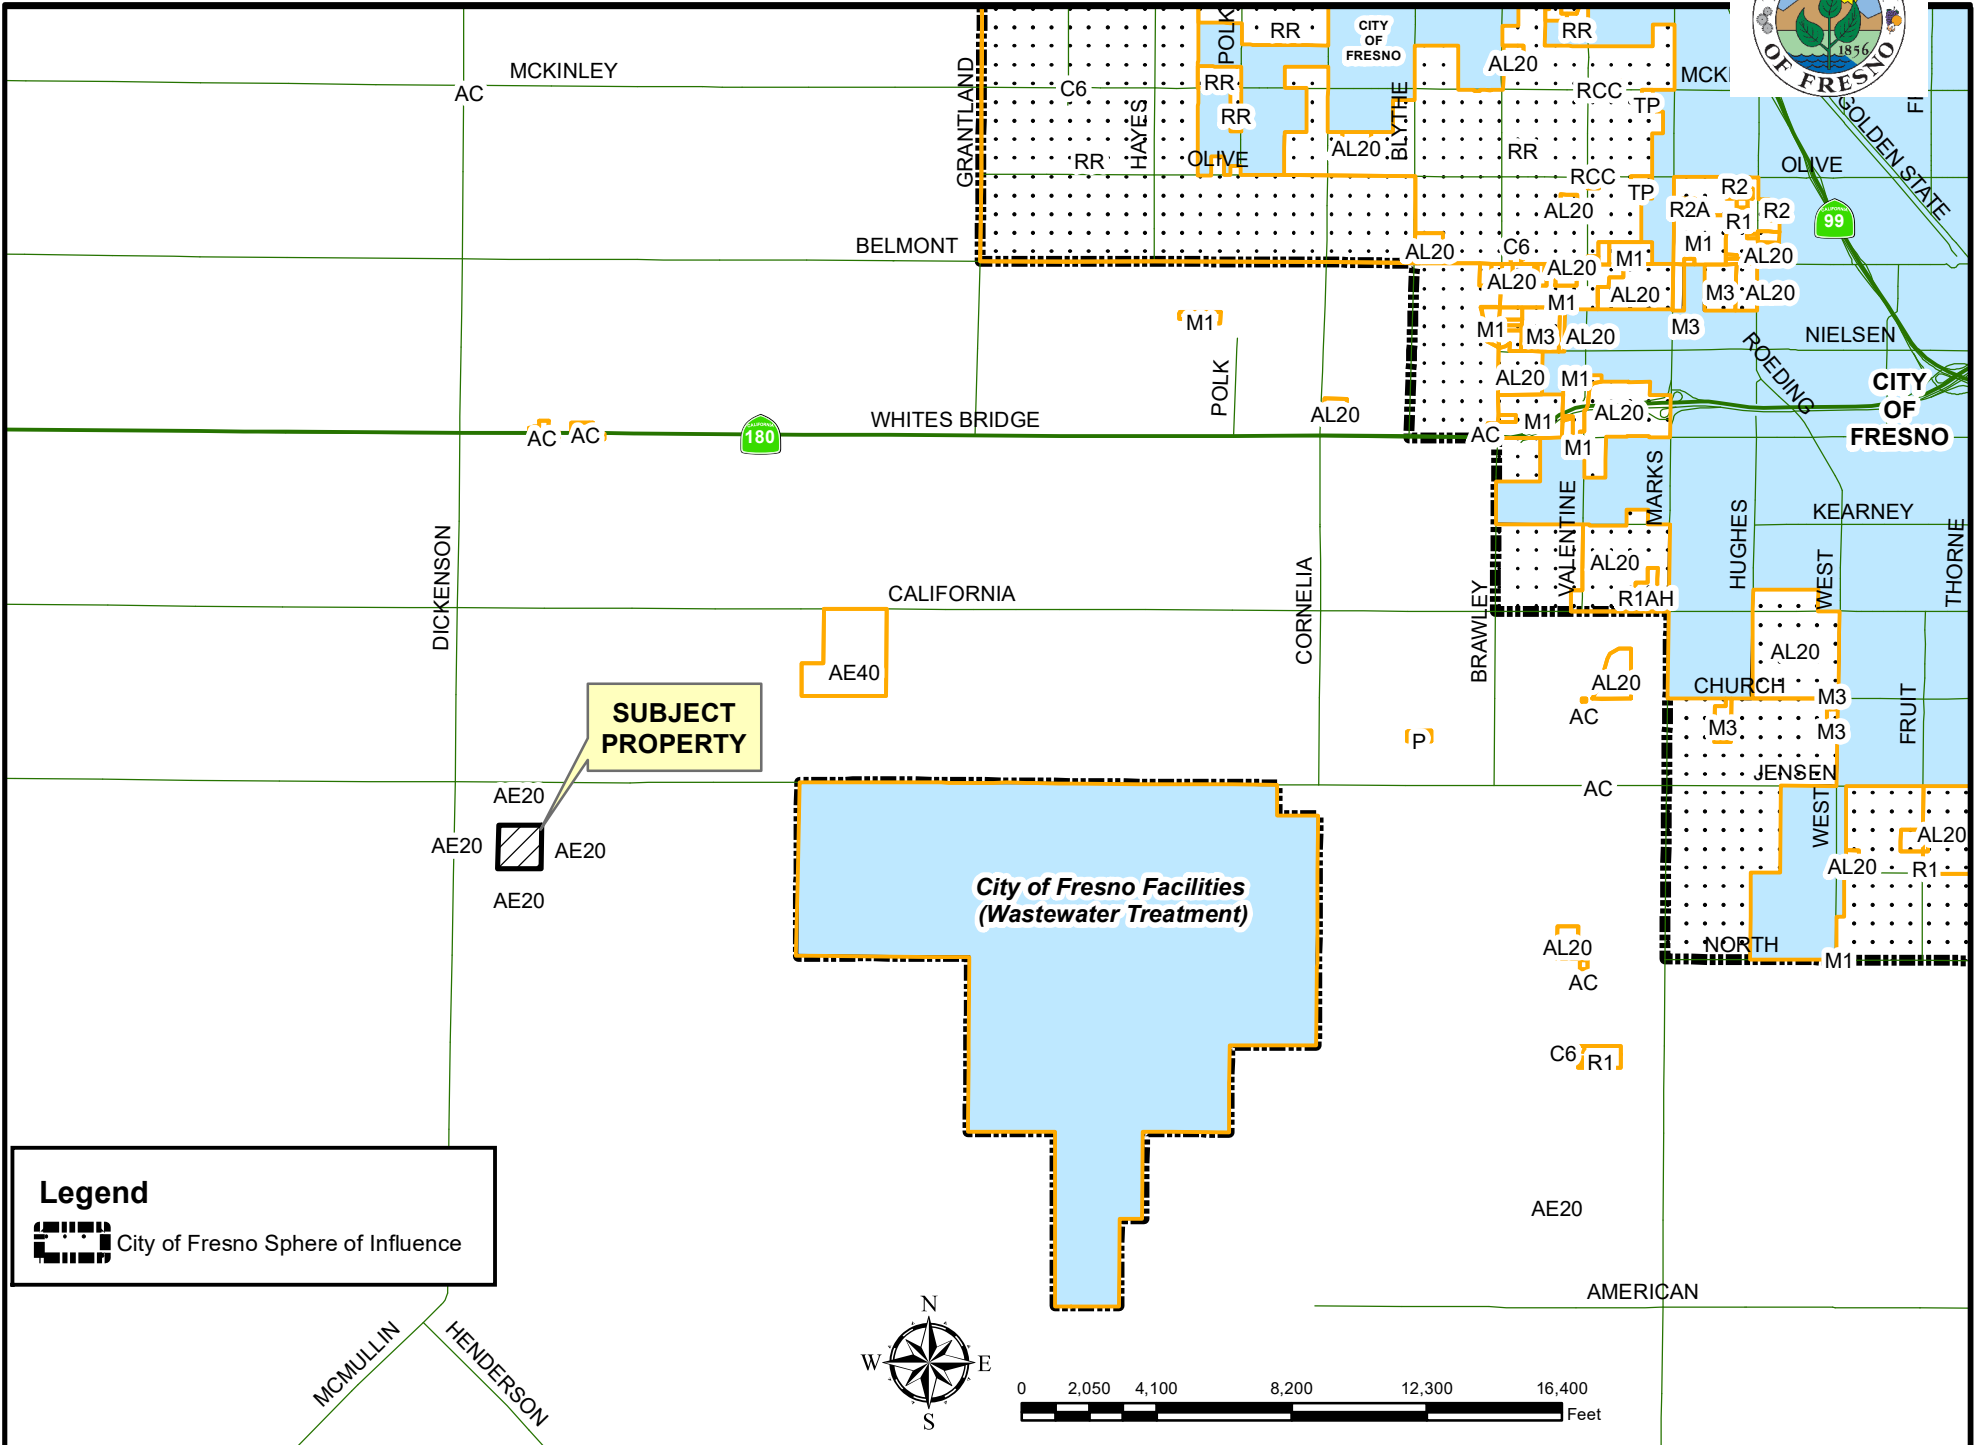 1856
OF FRESNO
POLK
RR
CITY
OF
FRESNO
RR
AL20
MCKINLEY
AC
GRANTLAND
C6
HAYES
RR
RR
BLYTHE
RCC
TP
MCK
GOLDEN STATE
RR
OLIVE
AL20
RR
RCC
TP
OLIVE
R2
R2A
R1
R2
99
AL20
BELMONT
AL20
C6
M1
M1
AL20
AL20
AL20
AL20
M3
AL20
M1
M1
M1
M3
AL20
M3
NIELSEN
ROEDING
POLK
AL20
M1
CITY
OF
FRESNO
WHITES BRIDGE
AL20
AL20
M1
AC
AC
180
AC
M1
DICKENSON
CORNELIA
BRAWLEY
VALENTINE
MARKS
HUGHES
KEARNEY
WEST
THORNE
AL20
CALIFORNIA
R1AH
AE40
AL20
AL20
CHURCH
M3
SUBJECT
PROPERTY
AC
M3
M3
FRUIT
P
JENSEN
AE20
AC
WEST
AE20
AE20
AL20
AL20
R1
AE20
City of Fresno Facilities
(Wastewater Treatment)
AL20
NORTH
M1
AC
C6
R1
AE20
Legend
City of Fresno Sphere of Influence
AMERICAN
MCMULLIN
HENDERSON
N
W
E
S
0 2,050 4,100 8,200 12,300 16,400
Feet